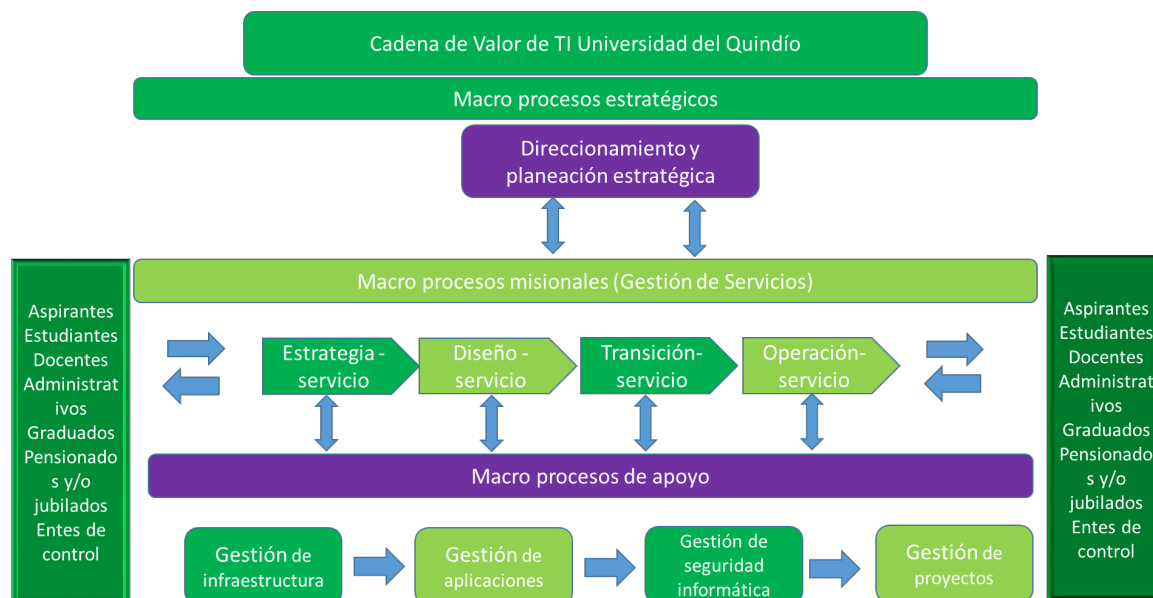 Cadena de Valor de TI Universidad del Quindío
Macro procesos estratégicos
Direccionamiento y
planeación estratégica
Macro procesos misionales (Gestión de Servicios)
Aspirantes
Estudiantes
Docentes
Administrat
ivos
Graduados
Pensionado
s y/o
jubilados
Entes de
control
Estrategia -
servicio
Diseño -
servicio
Transición-
servicio
Operación-
servicio
Aspirantes
Estudiantes
Docentes
Administrat
ivos
Graduados
Pensionado
s y/o
jubilados
Entes de
control
Macro procesos de apoyo
Gestión de
infraestructura
Gestión de
aplicaciones
Gestión de
seguridad
informática
Gestión de
proyectos